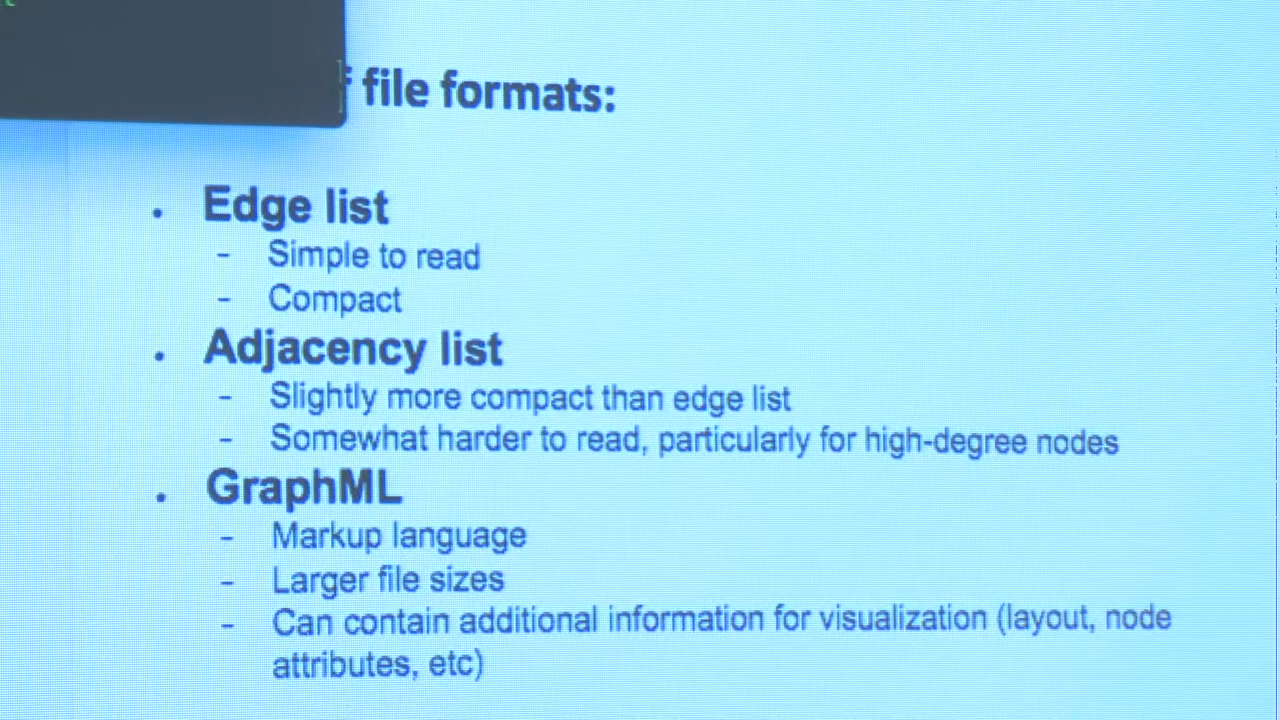 file formats:
. Edge list
- Simple to read
- Compact
. Adjacency list
- Slightly more compact than edge list
- Somewhat harder to read, particularly for high-degree nodes
. GraphML
- Markup language
- Larger file sizes
- Can contain additional information for visualization (layout, node
attributes, etc)